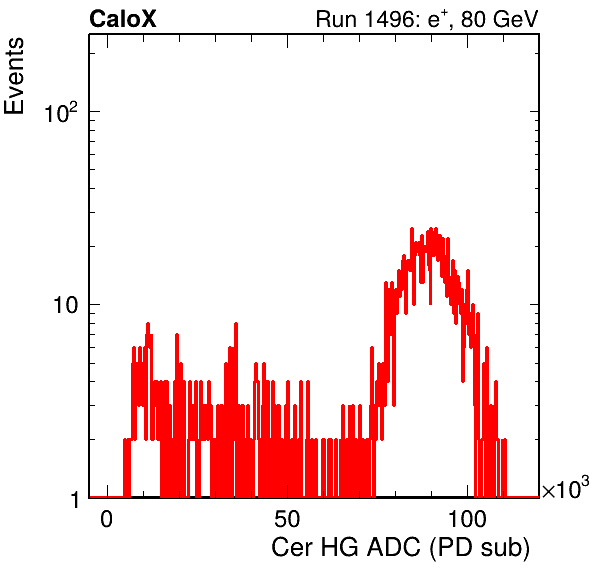 CaloX Run 1496: e⁺, 80 GeV
Events
10²
10
1
0 50 100 ×10³
Cer HG ADC (PD sub)